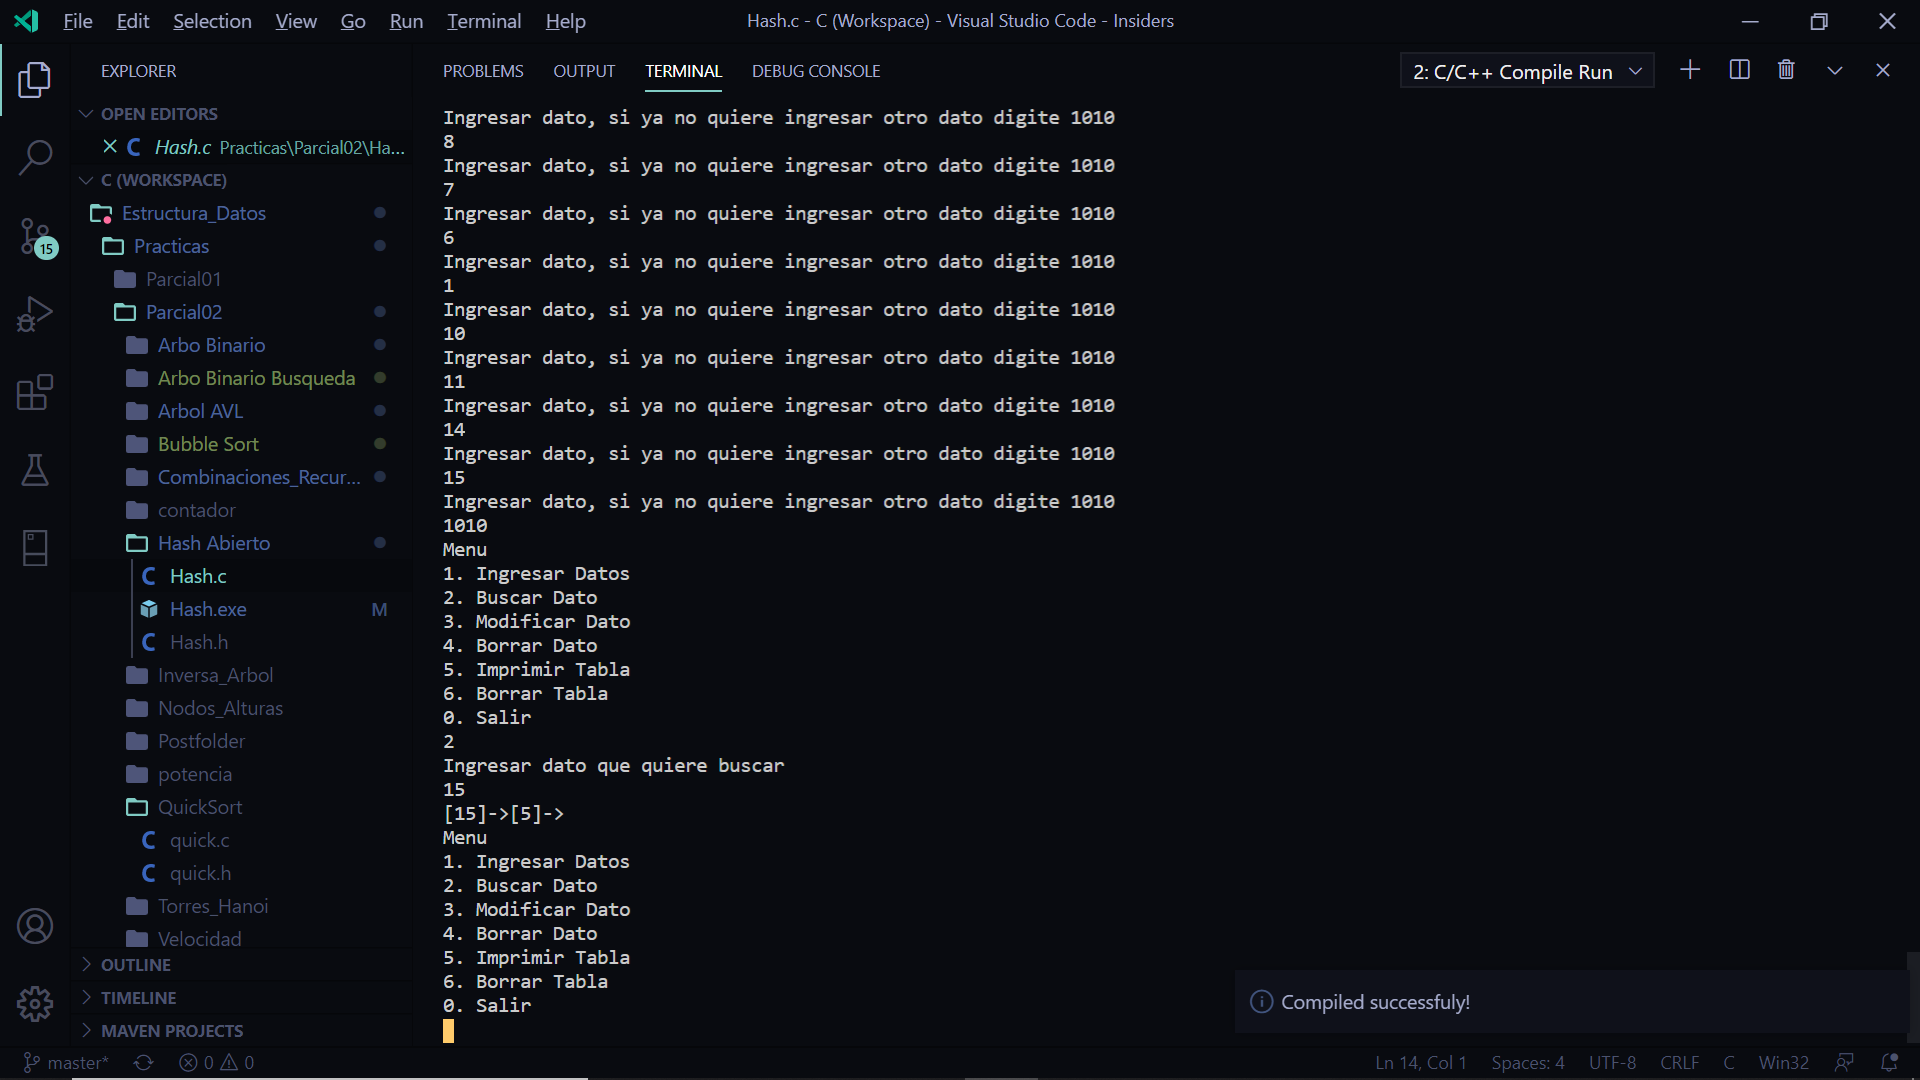 File Edit Selection View Go Run Terminal Help
Hash.c - C (Workspace) - Visual Studio Code - Insiders
EXPLORER
OPEN EDITORS
Hash.c Practicas\Parcial02\Ha...
C (WORKSPACE)
Estructura_Datos
Practicas
Parcial01
Parcial02
Arbo Binario
Arbo Binario Busqueda
Arbol AVL
Bubble Sort
Combinaciones_Recur...
contador
Hash Abierto
C Hash.c
Hash.exe M
C Hash.h
Inversa_Arbol
Nodos_Alturas
Postfolder
potencia
QuickSort
C quick.c
C quick.h
Torres_Hanoi
Velocidad
OUTLINE
TIMELINE
MAVEN PROJECTS
15
PROBLEMS OUTPUT TERMINAL DEBUG CONSOLE
2: C/C++ Compile Run
Ingresar dato, si ya no quiere ingresar otro dato digite 1010
8
Ingresar dato, si ya no quiere ingresar otro dato digite 1010
7
Ingresar dato, si ya no quiere ingresar otro dato digite 1010
6
Ingresar dato, si ya no quiere ingresar otro dato digite 1010
1
Ingresar dato, si ya no quiere ingresar otro dato digite 1010
10
Ingresar dato, si ya no quiere ingresar otro dato digite 1010
11
Ingresar dato, si ya no quiere ingresar otro dato digite 1010
14
Ingresar dato, si ya no quiere ingresar otro dato digite 1010
15
Ingresar dato, si ya no quiere ingresar otro dato digite 1010
1010
Menu
1. Ingresar Datos
2. Buscar Dato
3. Modificar Dato
4. Borrar Dato
5. Imprimir Tabla
6. Borrar Tabla
0. Salir
2
Ingresar dato que quiere buscar
15
[15]->[5]->
Menu
1. Ingresar Datos
2. Buscar Dato
3. Modificar Dato
4. Borrar Dato
5. Imprimir Tabla
6. Borrar Tabla
0. Salir
Compiled successfuly!
master* 0 0
Ln 14, Col 1 Spaces: 4 UTF-8 CRLF C Win32